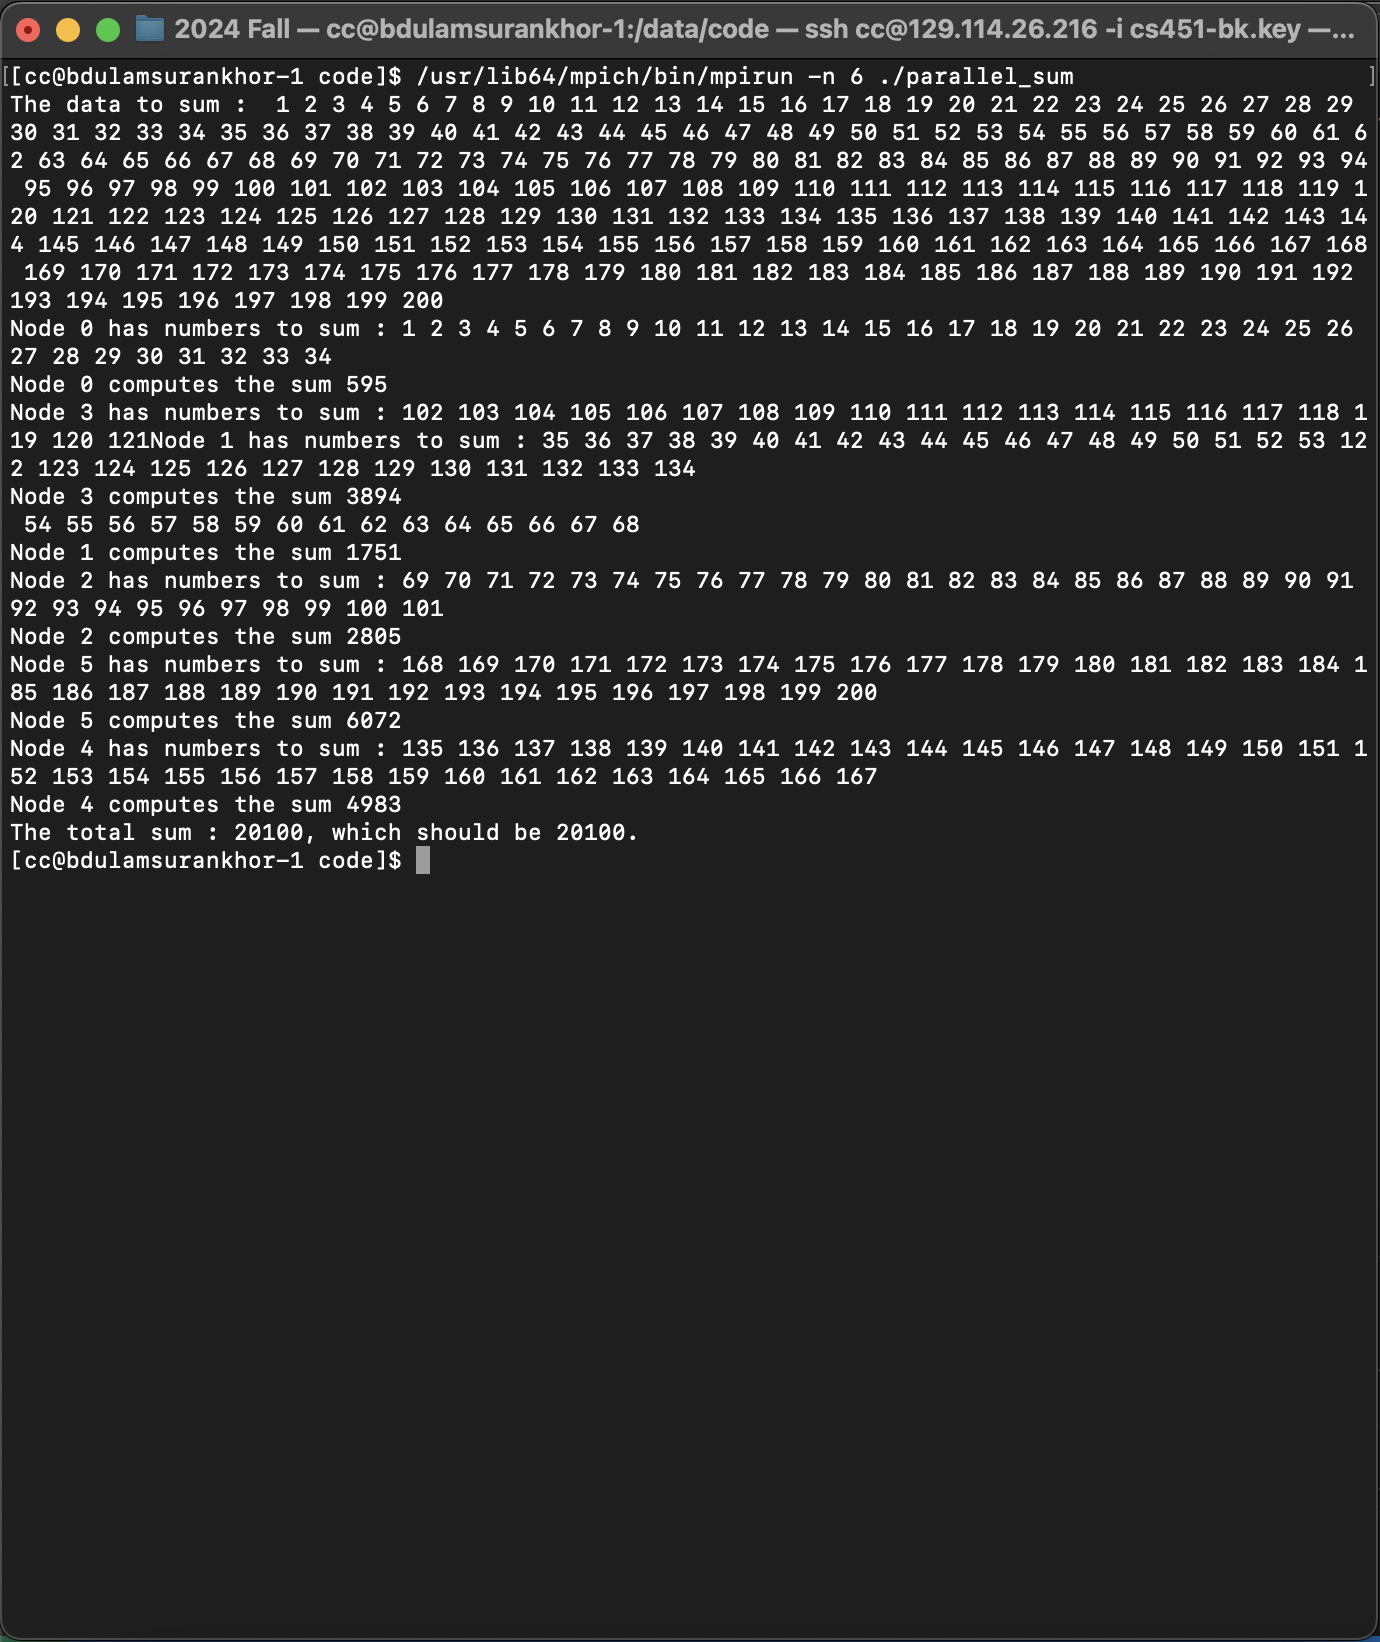 2024 Fall — cc@bdulamsurankhor-1:/data/code — ssh cc@129.114.26.216 -i cs451-bk.key —...
[[cc@bdulamsurankhor-1 code]$ /usr/lib64/mpich/bin/mpirun -n 6 ./parallel_sum ]
The data to sum :  1 2 3 4 5 6 7 8 9 10 11 12 13 14 15 16 17 18 19 20 21 22 23 24 25 26 27 28 29
30 31 32 33 34 35 36 37 38 39 40 41 42 43 44 45 46 47 48 49 50 51 52 53 54 55 56 57 58 59 60 61 6
2 63 64 65 66 67 68 69 70 71 72 73 74 75 76 77 78 79 80 81 82 83 84 85 86 87 88 89 90 91 92 93 94
 95 96 97 98 99 100 101 102 103 104 105 106 107 108 109 110 111 112 113 114 115 116 117 118 119 1
20 121 122 123 124 125 126 127 128 129 130 131 132 133 134 135 136 137 138 139 140 141 142 143 14
4 145 146 147 148 149 150 151 152 153 154 155 156 157 158 159 160 161 162 163 164 165 166 167 168
 169 170 171 172 173 174 175 176 177 178 179 180 181 182 183 184 185 186 187 188 189 190 191 192
193 194 195 196 197 198 199 200
Node 0 has numbers to sum : 1 2 3 4 5 6 7 8 9 10 11 12 13 14 15 16 17 18 19 20 21 22 23 24 25 26
27 28 29 30 31 32 33 34
Node 0 computes the sum 595
Node 3 has numbers to sum : 102 103 104 105 106 107 108 109 110 111 112 113 114 115 116 117 118 1
19 120 121Node 1 has numbers to sum : 35 36 37 38 39 40 41 42 43 44 45 46 47 48 49 50 51 52 53 12
2 123 124 125 126 127 128 129 130 131 132 133 134
Node 3 computes the sum 3894
 54 55 56 57 58 59 60 61 62 63 64 65 66 67 68
Node 1 computes the sum 1751
Node 2 has numbers to sum : 69 70 71 72 73 74 75 76 77 78 79 80 81 82 83 84 85 86 87 88 89 90 91
92 93 94 95 96 97 98 99 100 101
Node 2 computes the sum 2805
Node 5 has numbers to sum : 168 169 170 171 172 173 174 175 176 177 178 179 180 181 182 183 184 1
85 186 187 188 189 190 191 192 193 194 195 196 197 198 199 200
Node 5 computes the sum 6072
Node 4 has numbers to sum : 135 136 137 138 139 140 141 142 143 144 145 146 147 148 149 150 151 1
52 153 154 155 156 157 158 159 160 161 162 163 164 165 166 167
Node 4 computes the sum 4983
The total sum : 20100, which should be 20100.
[cc@bdulamsurankhor-1 code]$